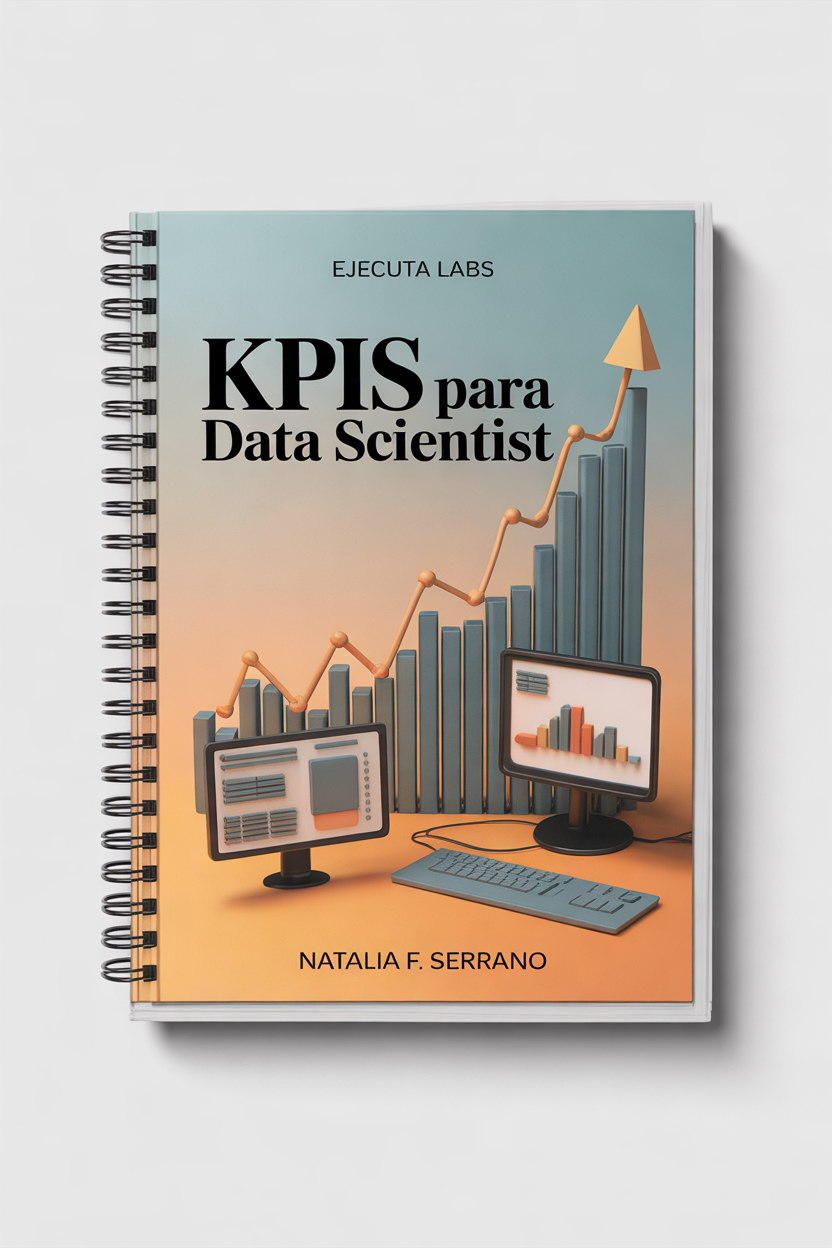 EJECUTA LABS
KPIS para
Data Scientist
NATALIA F. SERRANO